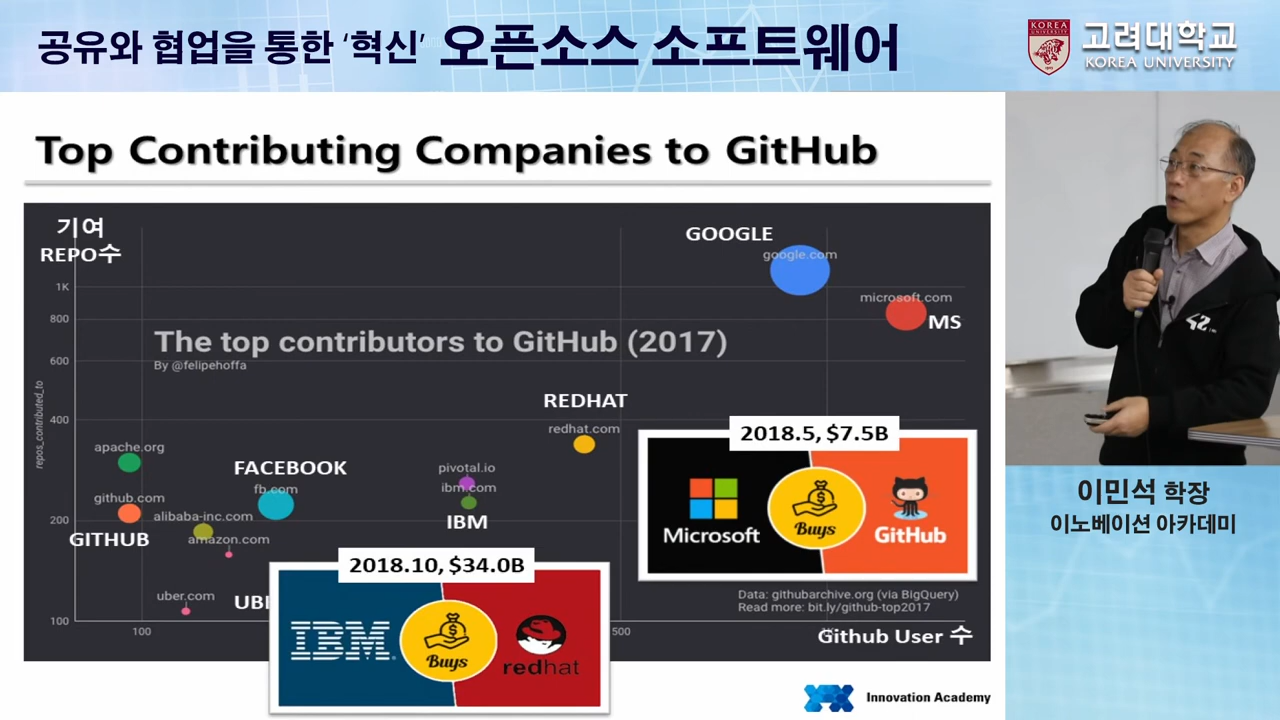 공유와 협업을 통한 ‘혁신’ 오픈소스 소프트웨어
KOREA UNIVERSITY
고려대학교
KOREA UNIVERSITY
Top Contributing Companies to GitHub
기여
REPO수
GOOGLE
google.com
microsoft.com
MS
1K
800
600
400
200
100
repos_contributed_to
The top contributors to GitHub (2017)
By @felipehoffa
REDHAT
redhat.com
apache.org
FACEBOOK
fb.com
pivotal.io
ibm.com
IBM
github.com
GITHUB
alibaba-inc.com
amazon.com
uber.com
UBE
2018.5, $7.5B
Microsoft
Buys
GitHub
2018.10, $34.0B
IBM
Buys
redhat
Data: githubarchive.org (via BigQuery)
Read more: bit.ly/github-top2017
100
500
Github User 수
Innovation Academy
42
이민석 학장
이노베이션 아카데미